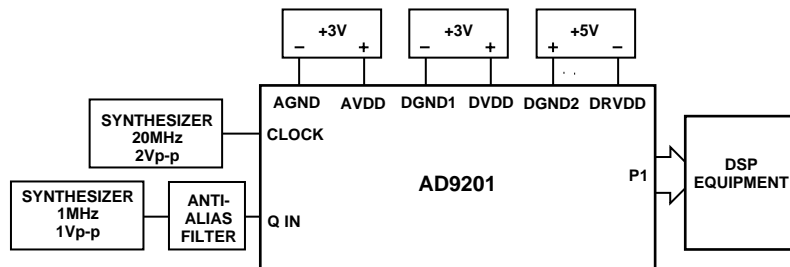 +3V
+3V
+5V
– +
– +
+ –
AGND AVDD DGND1 DVDD DGND2 DRVDD
SYNTHESIZER
20MHz
2Vp-p
CLOCK
DSP
EQUIPMENT
AD9201
P1
SYNTHESIZER
1MHz
1Vp-p
ANTI-
ALIAS
FILTER
Q IN